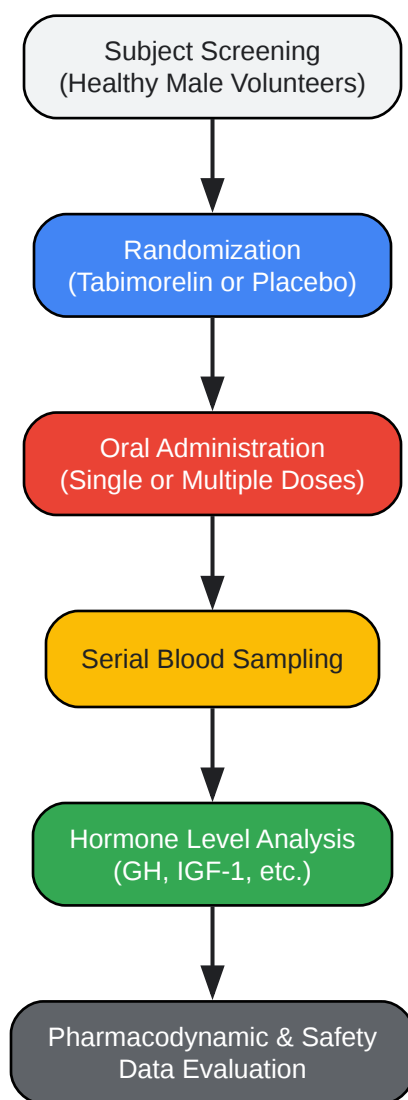 Subject Screening
(Healthy Male Volunteers)
Randomization
(Tabimorelin or Placebo)
Oral Administration
(Single or Multiple Doses)
Serial Blood Sampling
Hormone Level Analysis
(GH, IGF-1, etc.)
Pharmacodynamic & Safety
Data Evaluation